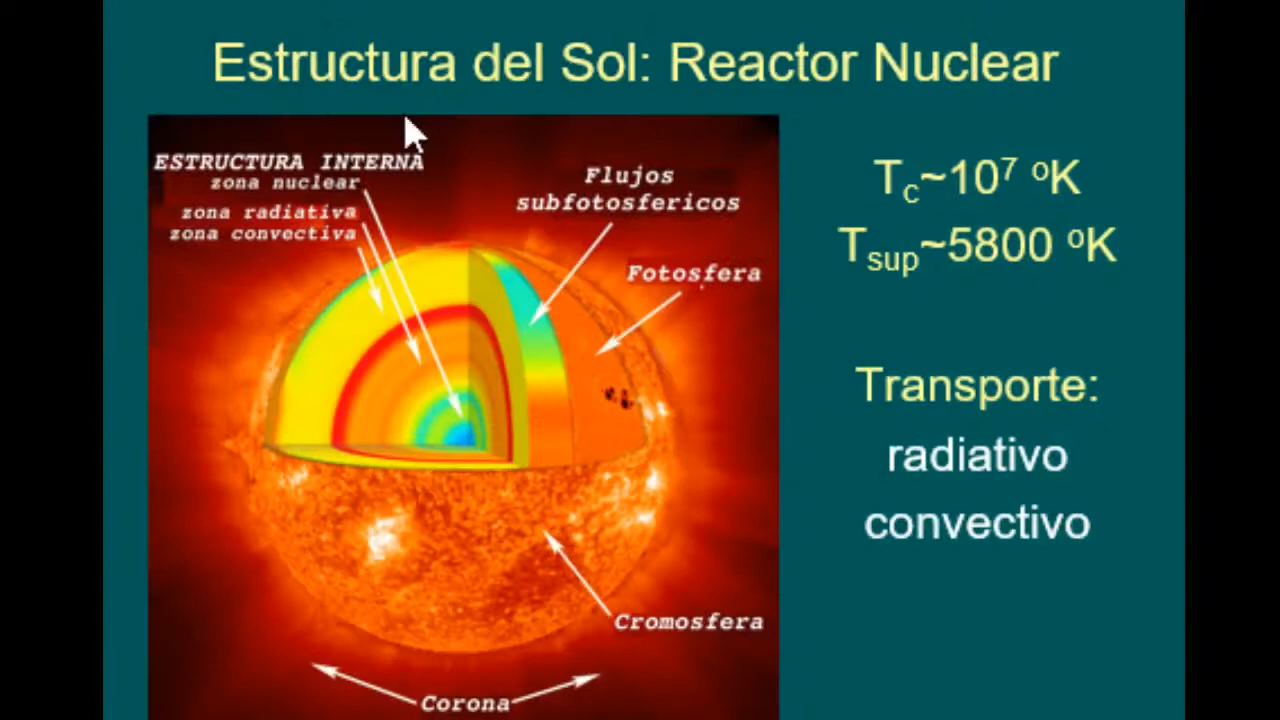 Estructura del Sol: Reactor Nuclear
ESTRUCTURA INTERNA
zona nuclear
zona radiativa
zona convectiva
Flujos
subfotosfericos
Fotosfera
Cromosfera
Corona
Tc~10⁷ ºK
Tsup~5800 ºK
Transporte:
radiativo
convectivo